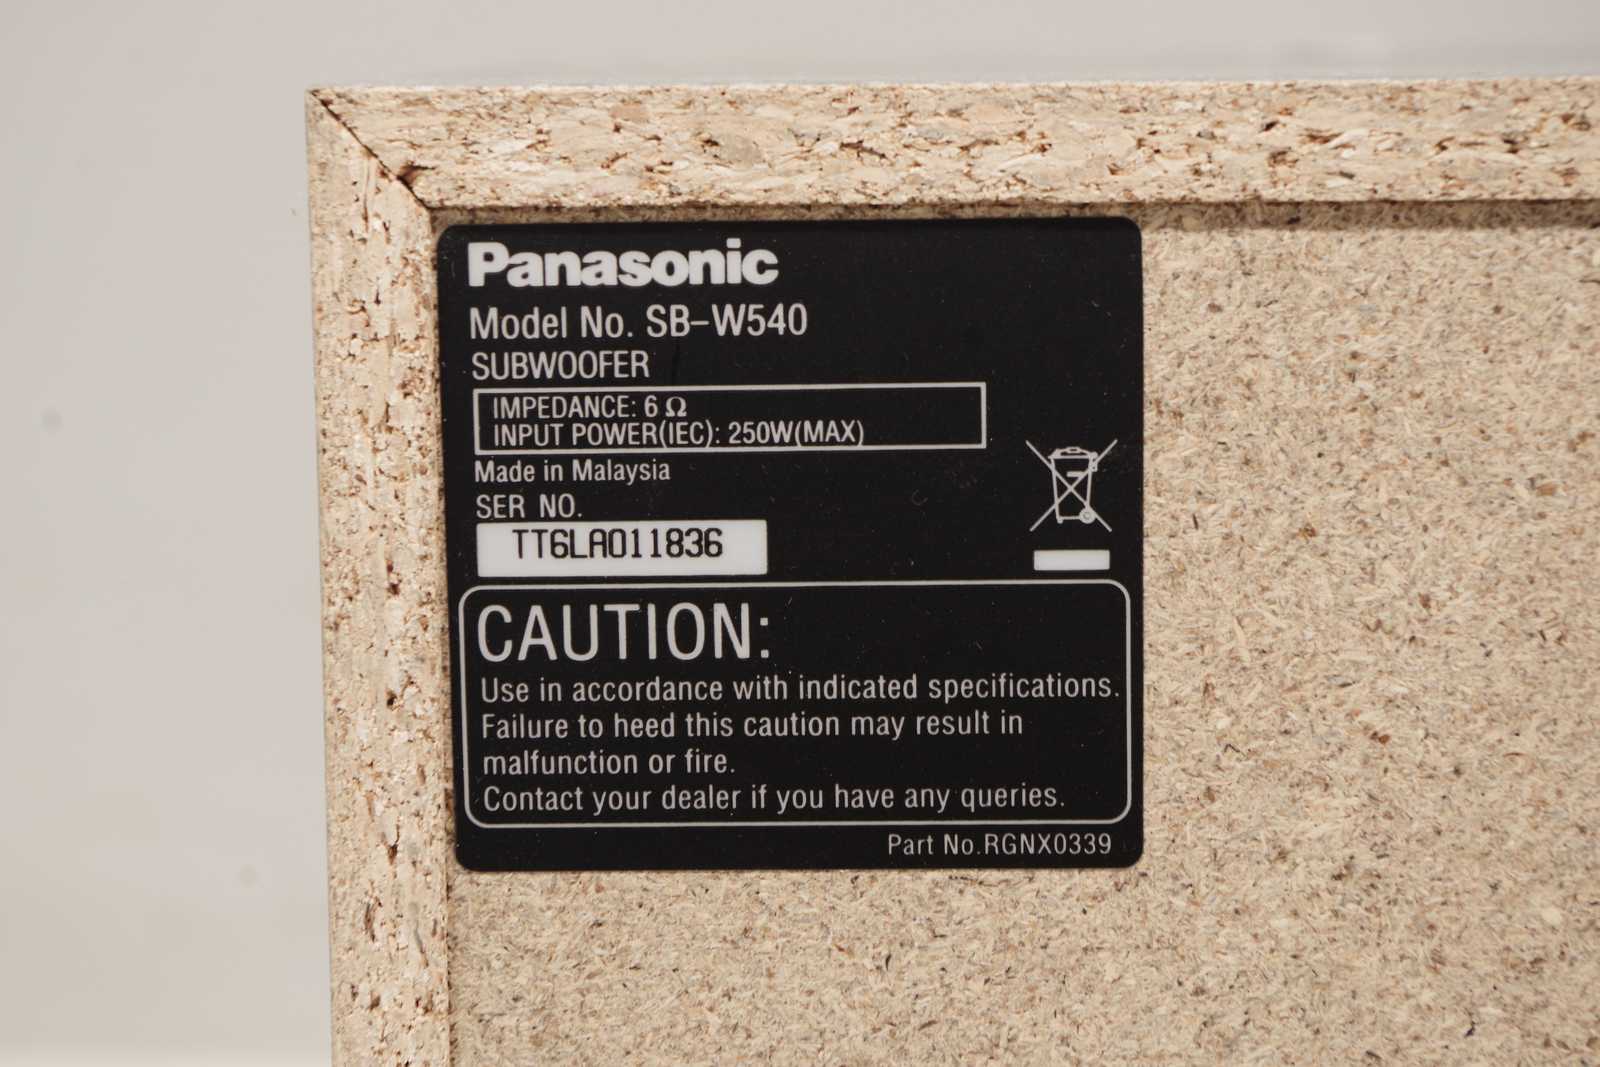 Panasonic
Model No. SB-W540
SUBWOOFER
IMPEDANCE: 6 Ω
INPUT POWER(IEC): 250W(MAX)
Made in Malaysia
SER NO.
TT6LA011836
CAUTION:
Use in accordance with indicated specifications.
Failure to heed this caution may result in
malfunction or fire.
Contact your dealer if you have any queries.
Part No.RGNX0339